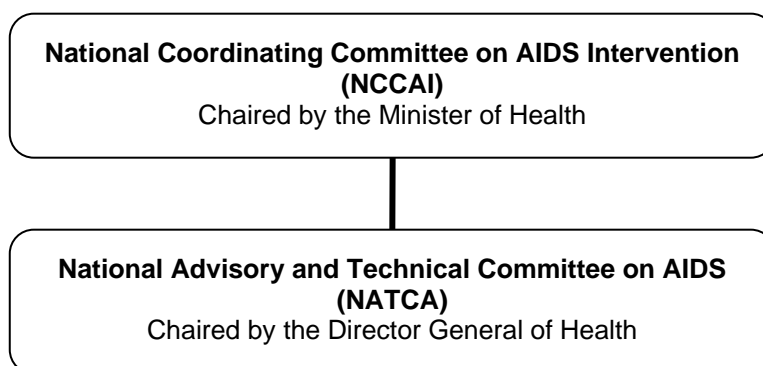 National Coordinating Committee on AIDS Intervention
(NCCAI)
Chaired by the Minister of Health
National Advisory and Technical Committee on AIDS
(NATCA)
Chaired by the Director General of Health